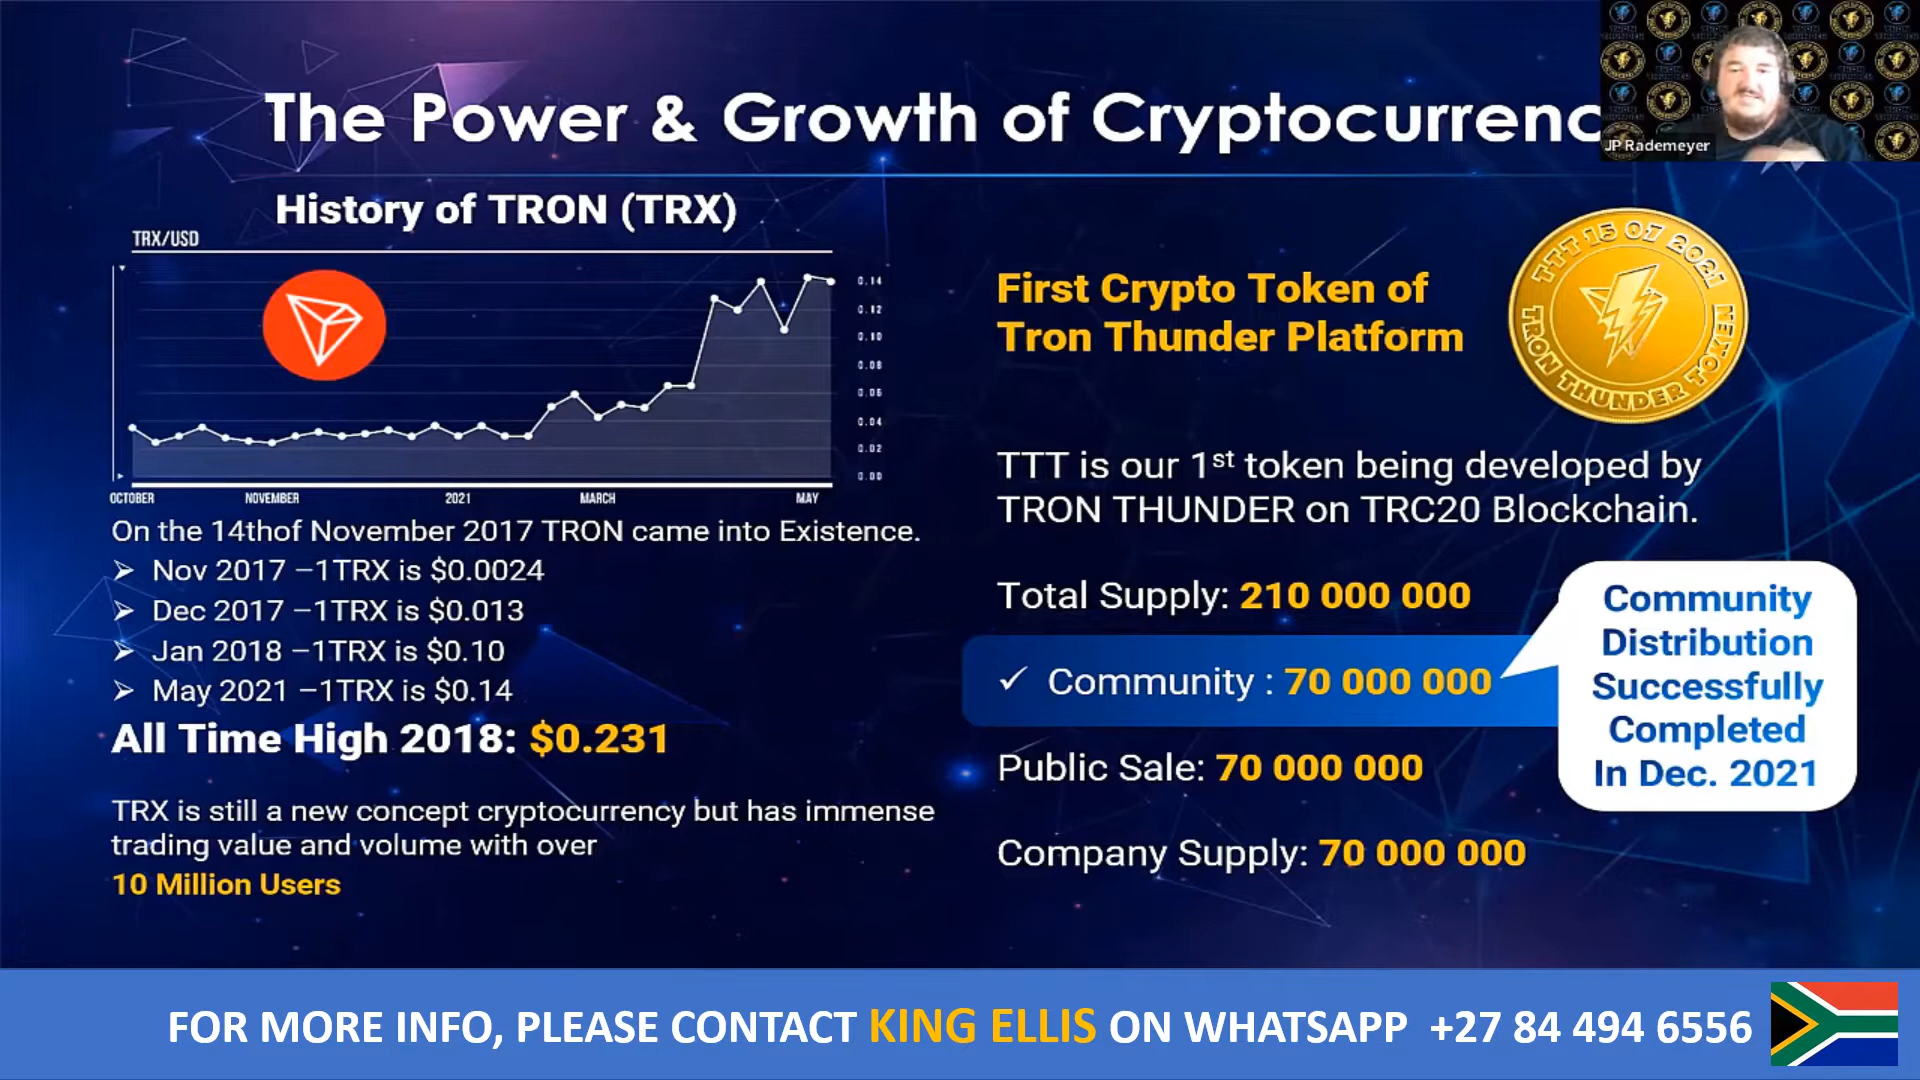 The Power & Growth of Cryptocurrenc
JP Rademeyer
History of TRON (TRX)
TRX/USD
0.14
0.12
0.10
0.08
0.06
0.04
0.02
0.00
OCTOBER NOVEMBER 2021 MARCH MAY
On the 14thof November 2017 TRON came into Existence.
➢ Nov 2017 –1TRX is $0.0024
➢ Dec 2017 –1TRX is $0.013
➢ Jan 2018 –1TRX is $0.10
➢ May 2021 –1TRX is $0.14
All Time High 2018: $0.231
TRX is still a new concept cryptocurrency but has immense
trading value and volume with over
10 Million Users
First Crypto Token of
Tron Thunder Platform
TTT 15 07 2021
TRON THUNDER TOKEN
TTT is our 1st token being developed by
TRON THUNDER on TRC20 Blockchain.
Total Supply: 210 000 000
✓ Community : 70 000 000
Public Sale: 70 000 000
Company Supply: 70 000 000
Community
Distribution
Successfully
Completed
In Dec. 2021
FOR MORE INFO, PLEASE CONTACT KING ELLIS ON WHATSAPP +27 84 494 6556